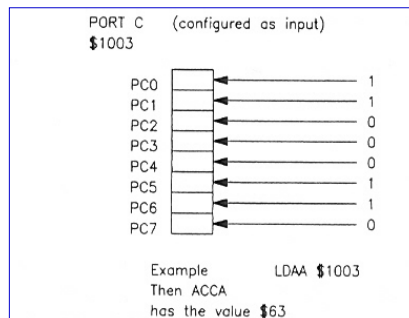 PORT C (configured as input)
$1003
PC0 1
PC1 1
PC2 0
PC3 0
PC4 0
PC5 1
PC6 1
PC7 0
Example LDAA $1003
Then ACCA
has the value $63